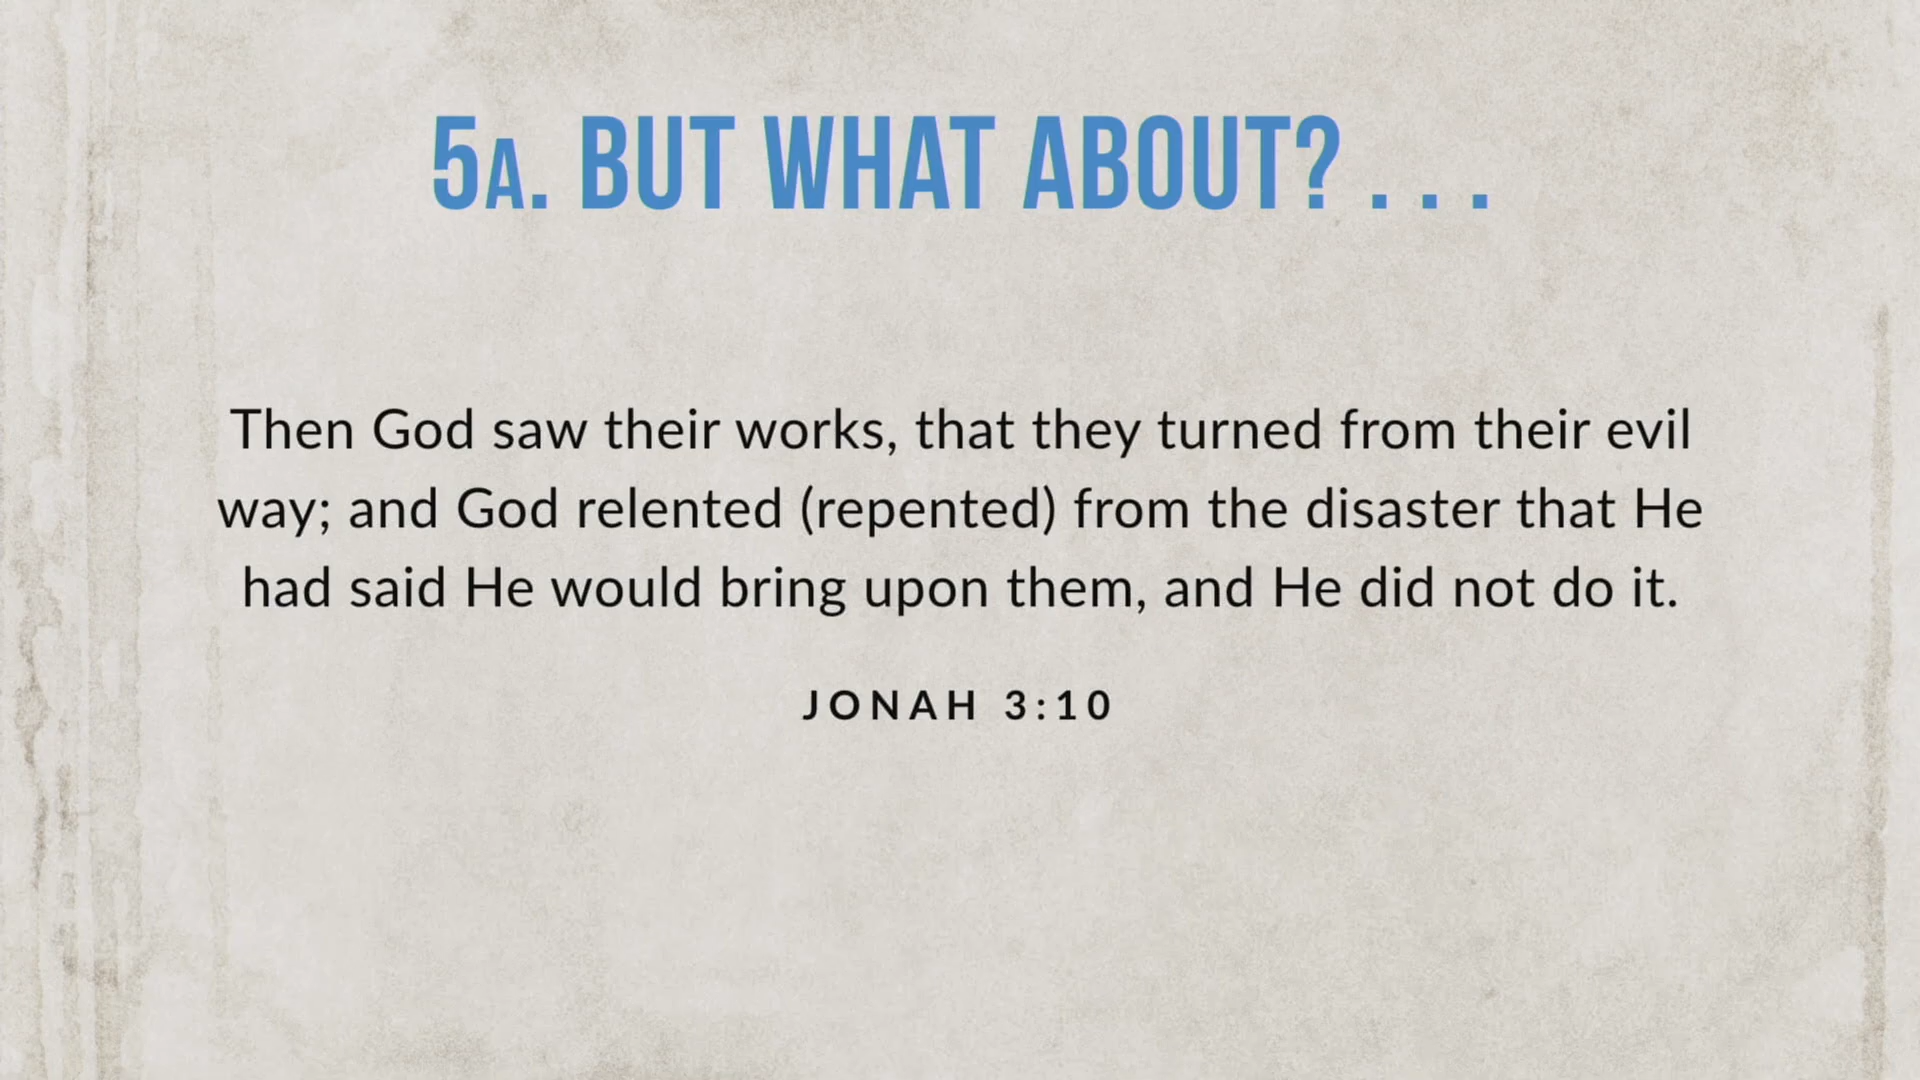 5A. BUT WHAT ABOUT? . . .
Then God saw their works, that they turned from their evil
way; and God relented (repented) from the disaster that He
had said He would bring upon them, and He did not do it.
JONAH 3:10